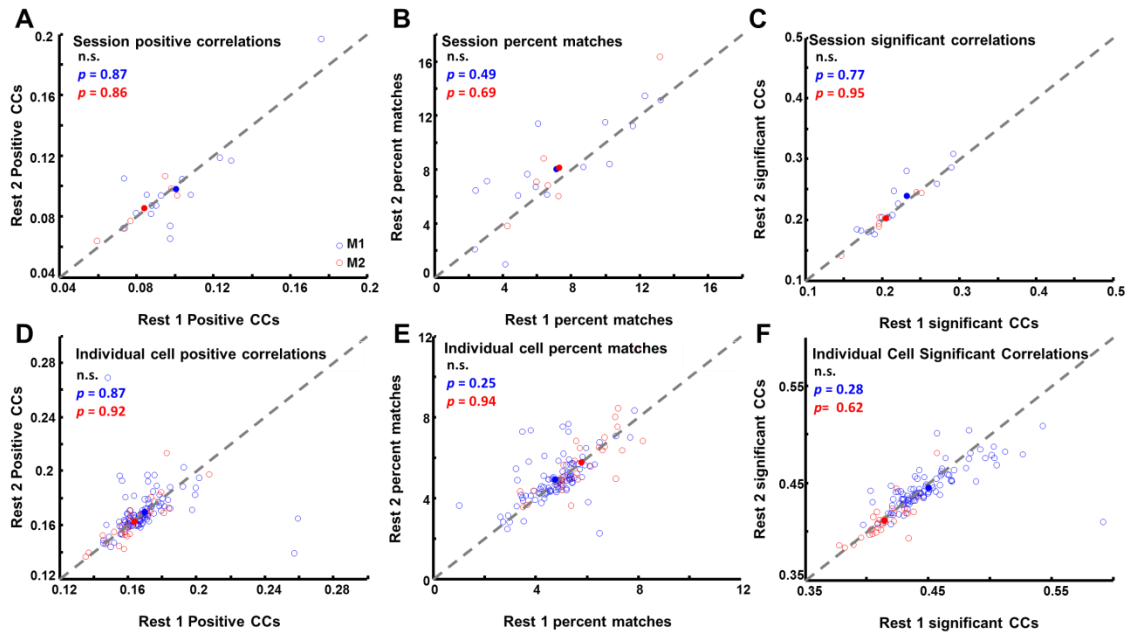 A
Session positive correlations
n.s.
p = 0.87
p = 0.86
0.2
0.16
0.12
0.08
0.04
Rest 2 Positive CCs
0.04
0.08
0.12
0.16
0.2
Rest 1 Positive CCs
M1
M2
B
Session percent matches
n.s.
p = 0.49
p = 0.69
16
12
8
4
0
Rest 2 percent matches
0
4
8
12
16
Rest 1 percent matches
C
Session significant correlations
n.s.
p = 0.77
p = 0.95
0.5
0.4
0.3
0.2
0.1
Rest 2 significant CCs
0.1
0.2
0.3
0.4
0.5
Rest 1 significant CCs
D
Individual cell positive correlations
n.s.
p = 0.87
p = 0.92
0.28
0.24
0.2
0.16
0.12
Rest 2 Positive CCs
0.12
0.16
0.2
0.24
0.28
Rest 1 Positive CCs
E
Individual cell percent matches
n.s.
p = 0.25
p = 0.94
12
8
4
0
Rest 2 percent matches
0
4
8
12
Rest 1 percent matches
F
Individual Cell Significant Correlations
n.s.
p = 0.28
p= 0.62
0.55
0.45
0.35
Rest 2 significant CCs
0.35
0.45
0.55
Rest 1 significant CCs